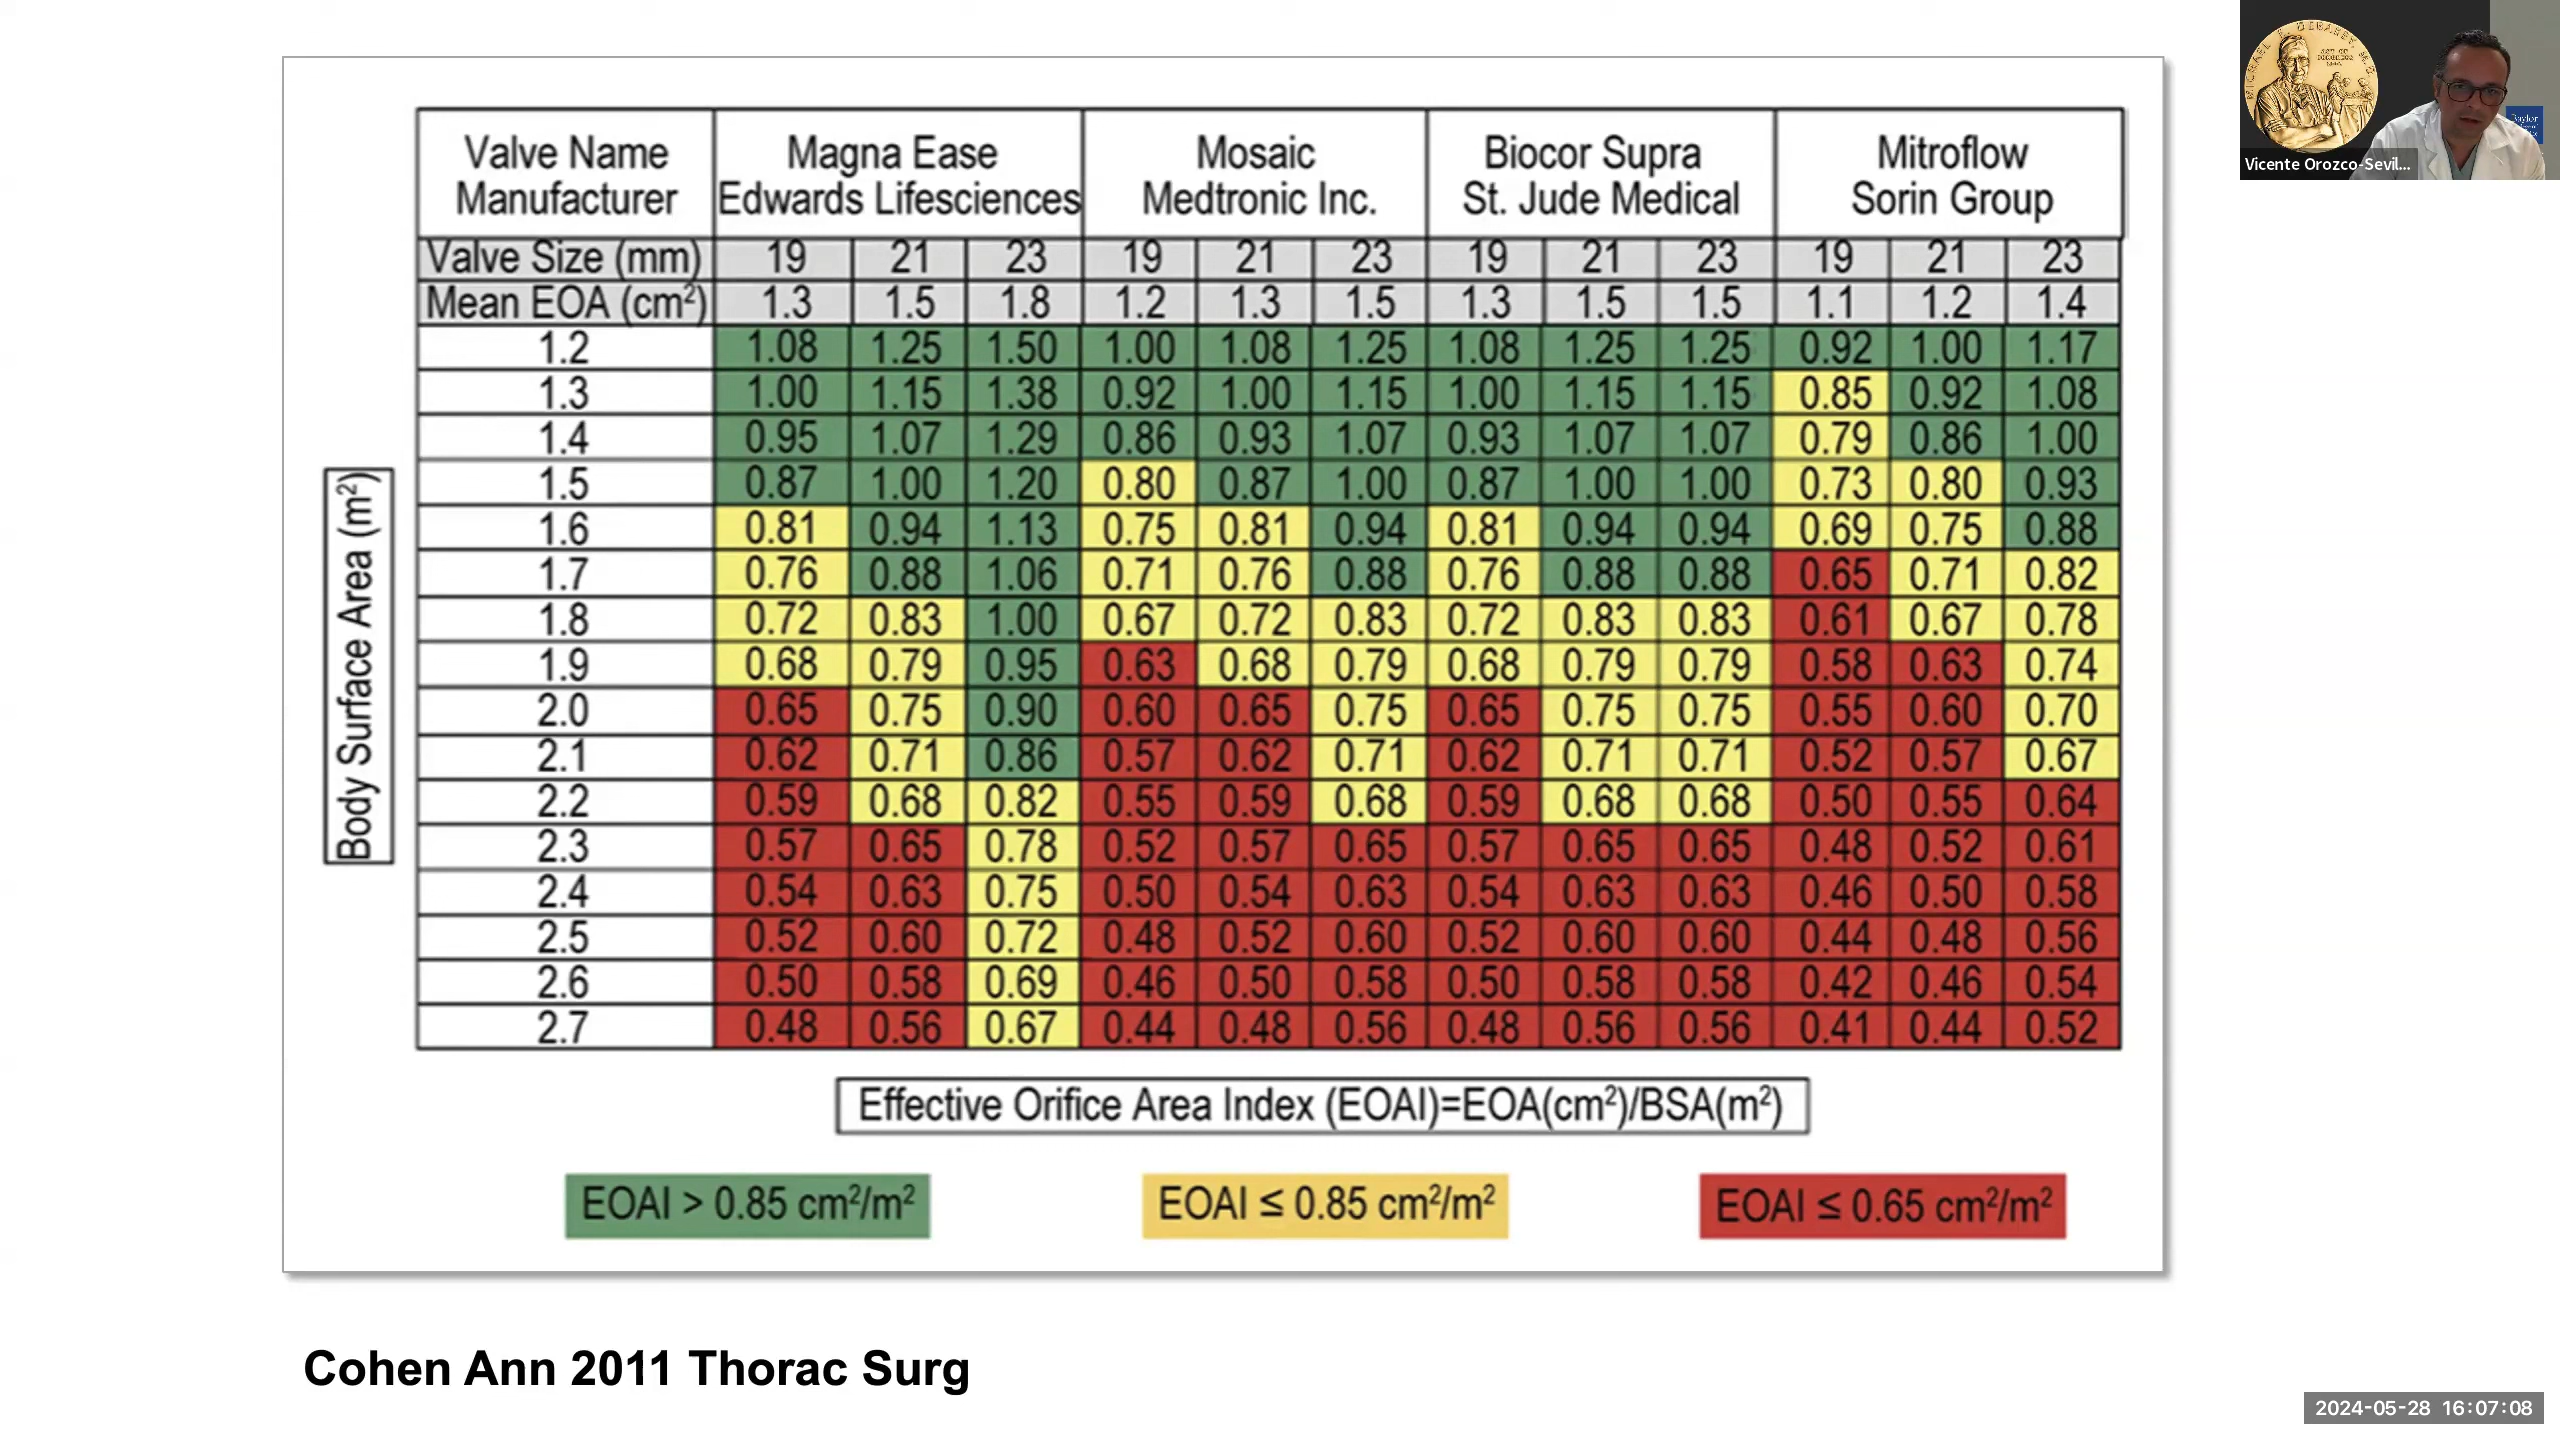 Valve Name Magna Ease Mosaic Biocor Supra Mitroflow
Manufacturer Edwards Lifesciences Medtronic Inc. St. Jude Medical Sorin Group
Valve Size (mm) 19 21 23 19 21 23 19 21 23 19 21 23
Mean EOA (cm²) 1.3 1.5 1.8 1.2 1.3 1.5 1.3 1.5 1.5 1.1 1.2 1.4
Body Surface Area (m²)
1.2 1.08 1.25 1.50 1.00 1.08 1.25 1.08 1.25 1.25 0.92 1.00 1.17
1.3 1.00 1.15 1.38 0.92 1.00 1.15 1.00 1.15 1.15 0.85 0.92 1.08
1.4 0.95 1.07 1.29 0.86 0.93 1.07 0.93 1.07 1.07 0.79 0.86 1.00
1.5 0.87 1.00 1.20 0.80 0.87 1.00 0.87 1.00 1.00 0.73 0.80 0.93
1.6 0.81 0.94 1.13 0.75 0.81 0.94 0.81 0.94 0.94 0.69 0.75 0.88
1.7 0.76 0.88 1.06 0.71 0.76 0.88 0.76 0.88 0.88 0.65 0.71 0.82
1.8 0.72 0.83 1.00 0.67 0.72 0.83 0.72 0.83 0.83 0.61 0.67 0.78
1.9 0.68 0.79 0.95 0.63 0.68 0.79 0.68 0.79 0.79 0.58 0.63 0.74
2.0 0.65 0.75 0.90 0.60 0.65 0.75 0.65 0.75 0.75 0.55 0.60 0.70
2.1 0.62 0.71 0.86 0.57 0.62 0.71 0.62 0.71 0.71 0.52 0.57 0.67
2.2 0.59 0.68 0.82 0.55 0.59 0.68 0.59 0.68 0.68 0.50 0.55 0.64
2.3 0.57 0.65 0.78 0.52 0.57 0.65 0.57 0.65 0.65 0.48 0.52 0.61
2.4 0.54 0.63 0.75 0.50 0.54 0.63 0.54 0.63 0.63 0.46 0.50 0.58
2.5 0.52 0.60 0.72 0.48 0.52 0.60 0.52 0.60 0.60 0.44 0.48 0.56
2.6 0.50 0.58 0.69 0.46 0.50 0.58 0.50 0.58 0.58 0.42 0.46 0.54
2.7 0.48 0.56 0.67 0.44 0.48 0.56 0.48 0.56 0.56 0.41 0.44 0.52
Effective Orifice Area Index (EOAI)=EOA(cm²)/BSA(m²)
EOAI > 0.85 cm²/m² EOAI ≤ 0.85 cm²/m² EOAI ≤ 0.65 cm²/m²
Cohen Ann 2011 Thorac Surg
Vicente Orozco-Sevil...
Baylor
2024-05-28 16:07:08